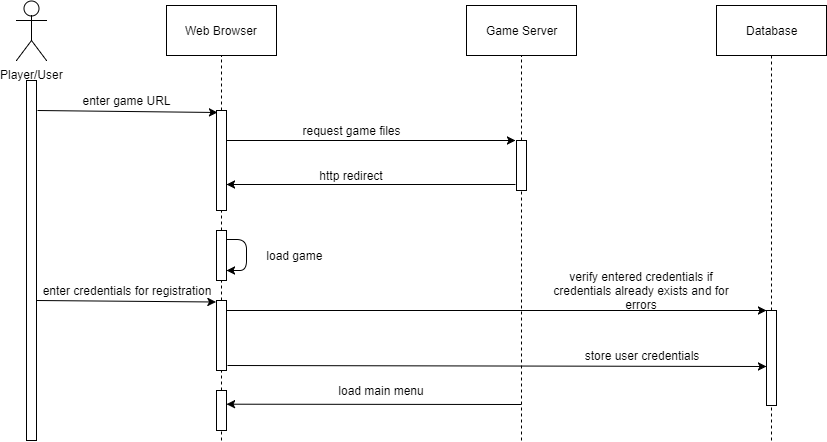 Web Browser
Game Server
Database
Player/User
enter game URL
request game files
http redirect
load game
enter credentials for registration
verify entered credentials if
credentials already exists and for
errors
store user credentials
load main menu